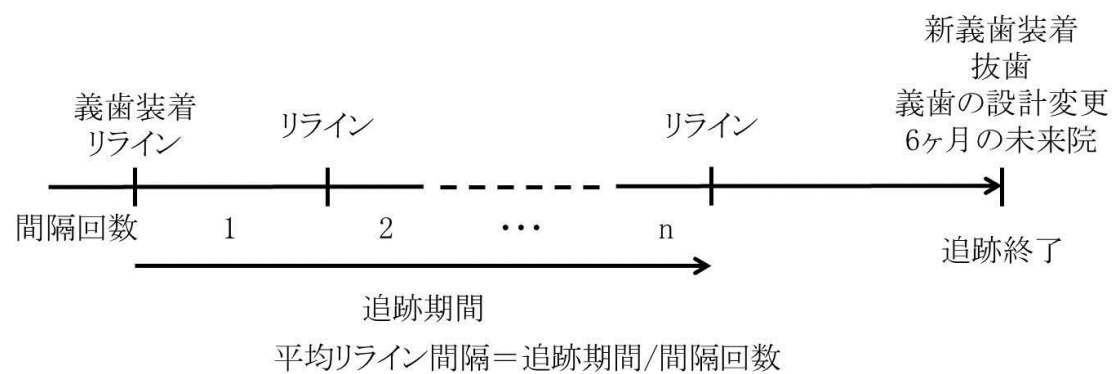 新義歯装着
抜歯
義歯の設計変更
6ヶ月の未来院
義歯装着
リライン
リライン
リライン
間隔回数 1 2 ・・・ n
追跡終了
追跡期間
平均リライン間隔＝追跡期間/間隔回数